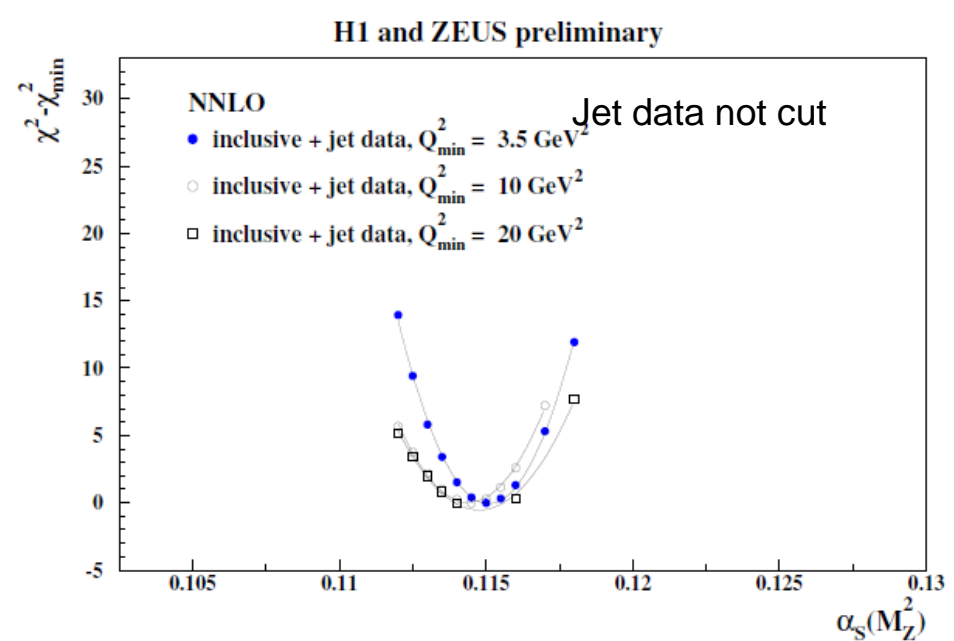 H1 and ZEUS preliminary
χ²-χ²min
NNLO
Jet data not cut
inclusive + jet data, Q²min = 3.5 GeV²
inclusive + jet data, Q²min = 10 GeV²
inclusive + jet data, Q²min = 20 GeV²
30
25
20
15
10
5
0
-5
0.105 0.11 0.115 0.12 0.125 0.13
αS(M²Z)